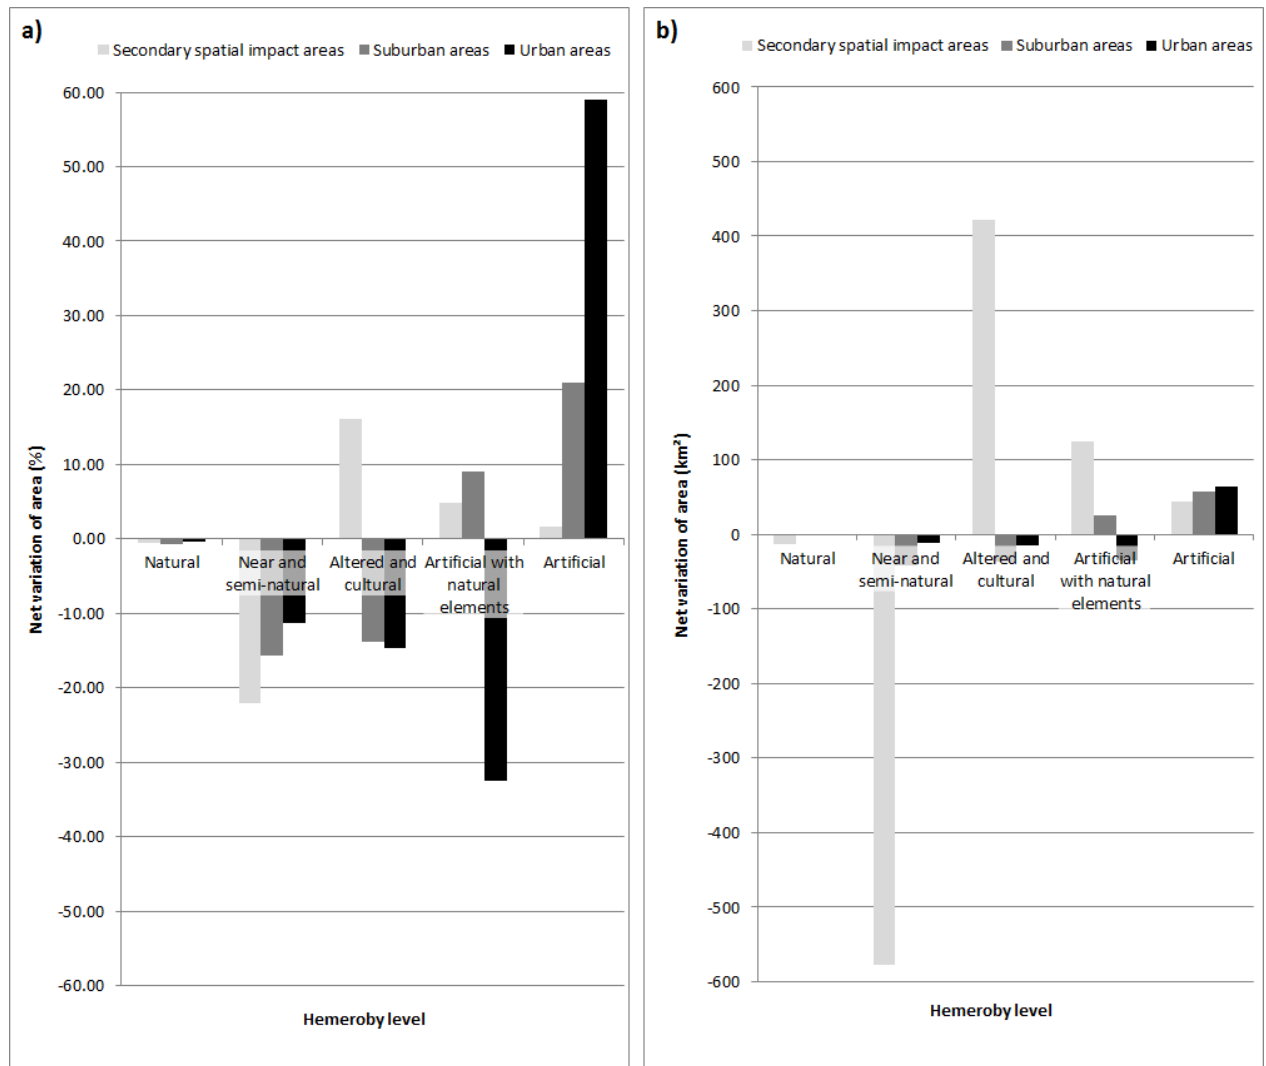 a)
Secondary spatial impact areas Suburban areas Urban areas
60.00
50.00
40.00
30.00
20.00
10.00
0.00
-10.00
-20.00
-30.00
-40.00
-50.00
-60.00
Net variation of area (%)
Natural
Near and
semi-natural
Altered and
cultural
Artificial with
natural
elements
Artificial
Hemeroby level
b)
Secondary spatial impact areas Suburban areas Urban areas
600
500
400
300
200
100
0
-100
-200
-300
-400
-500
-600
Net variation of area (km²)
Natural
Near and
semi-natural
Altered and
cultural
Artificial
with natural
elements
Artificial
Hemeroby level